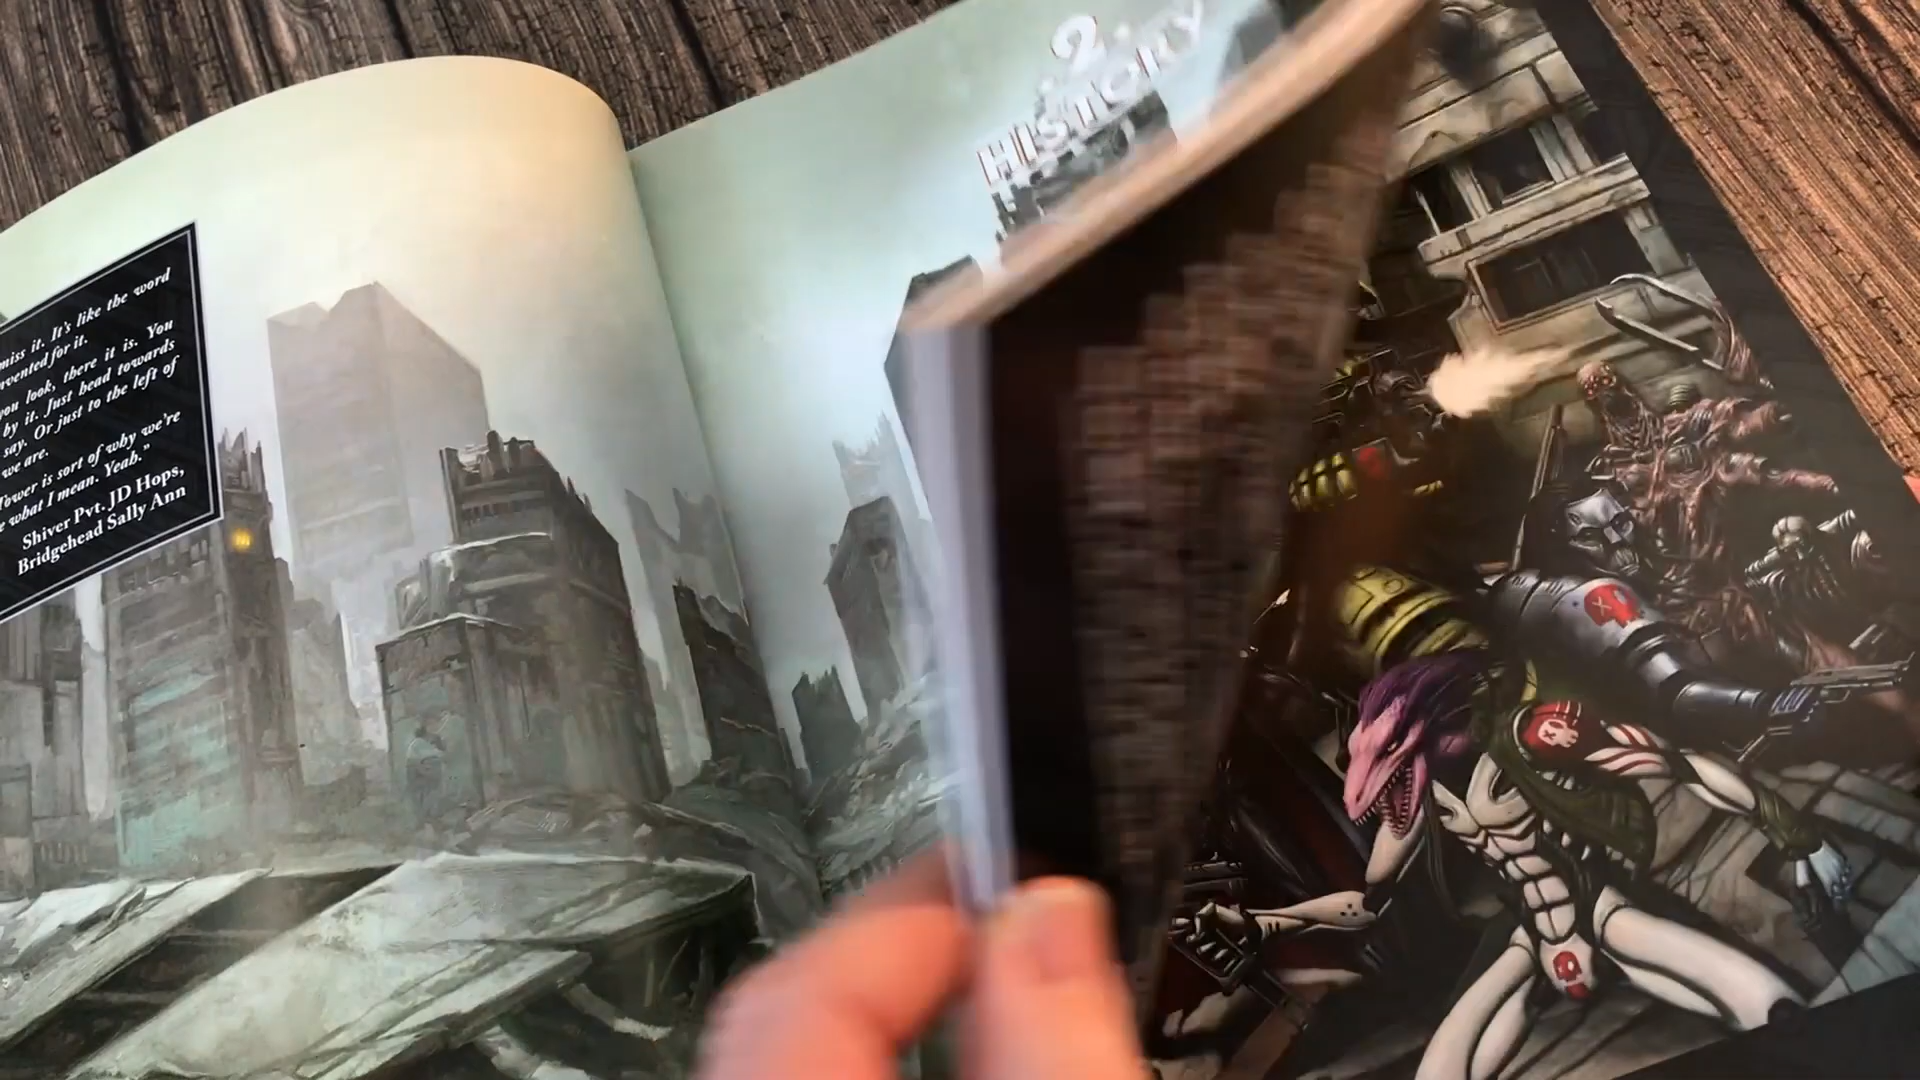 miss it. It's like the word
invented for it.
you look, there it is. You
by it. Just head towards
say. Or just to the left of
we are.
Tower is sort of why we're
what I mean. Yeah."
Shiver Pvt. JD Hops,
Bridgehead Sally Ann
2.
HISTORY